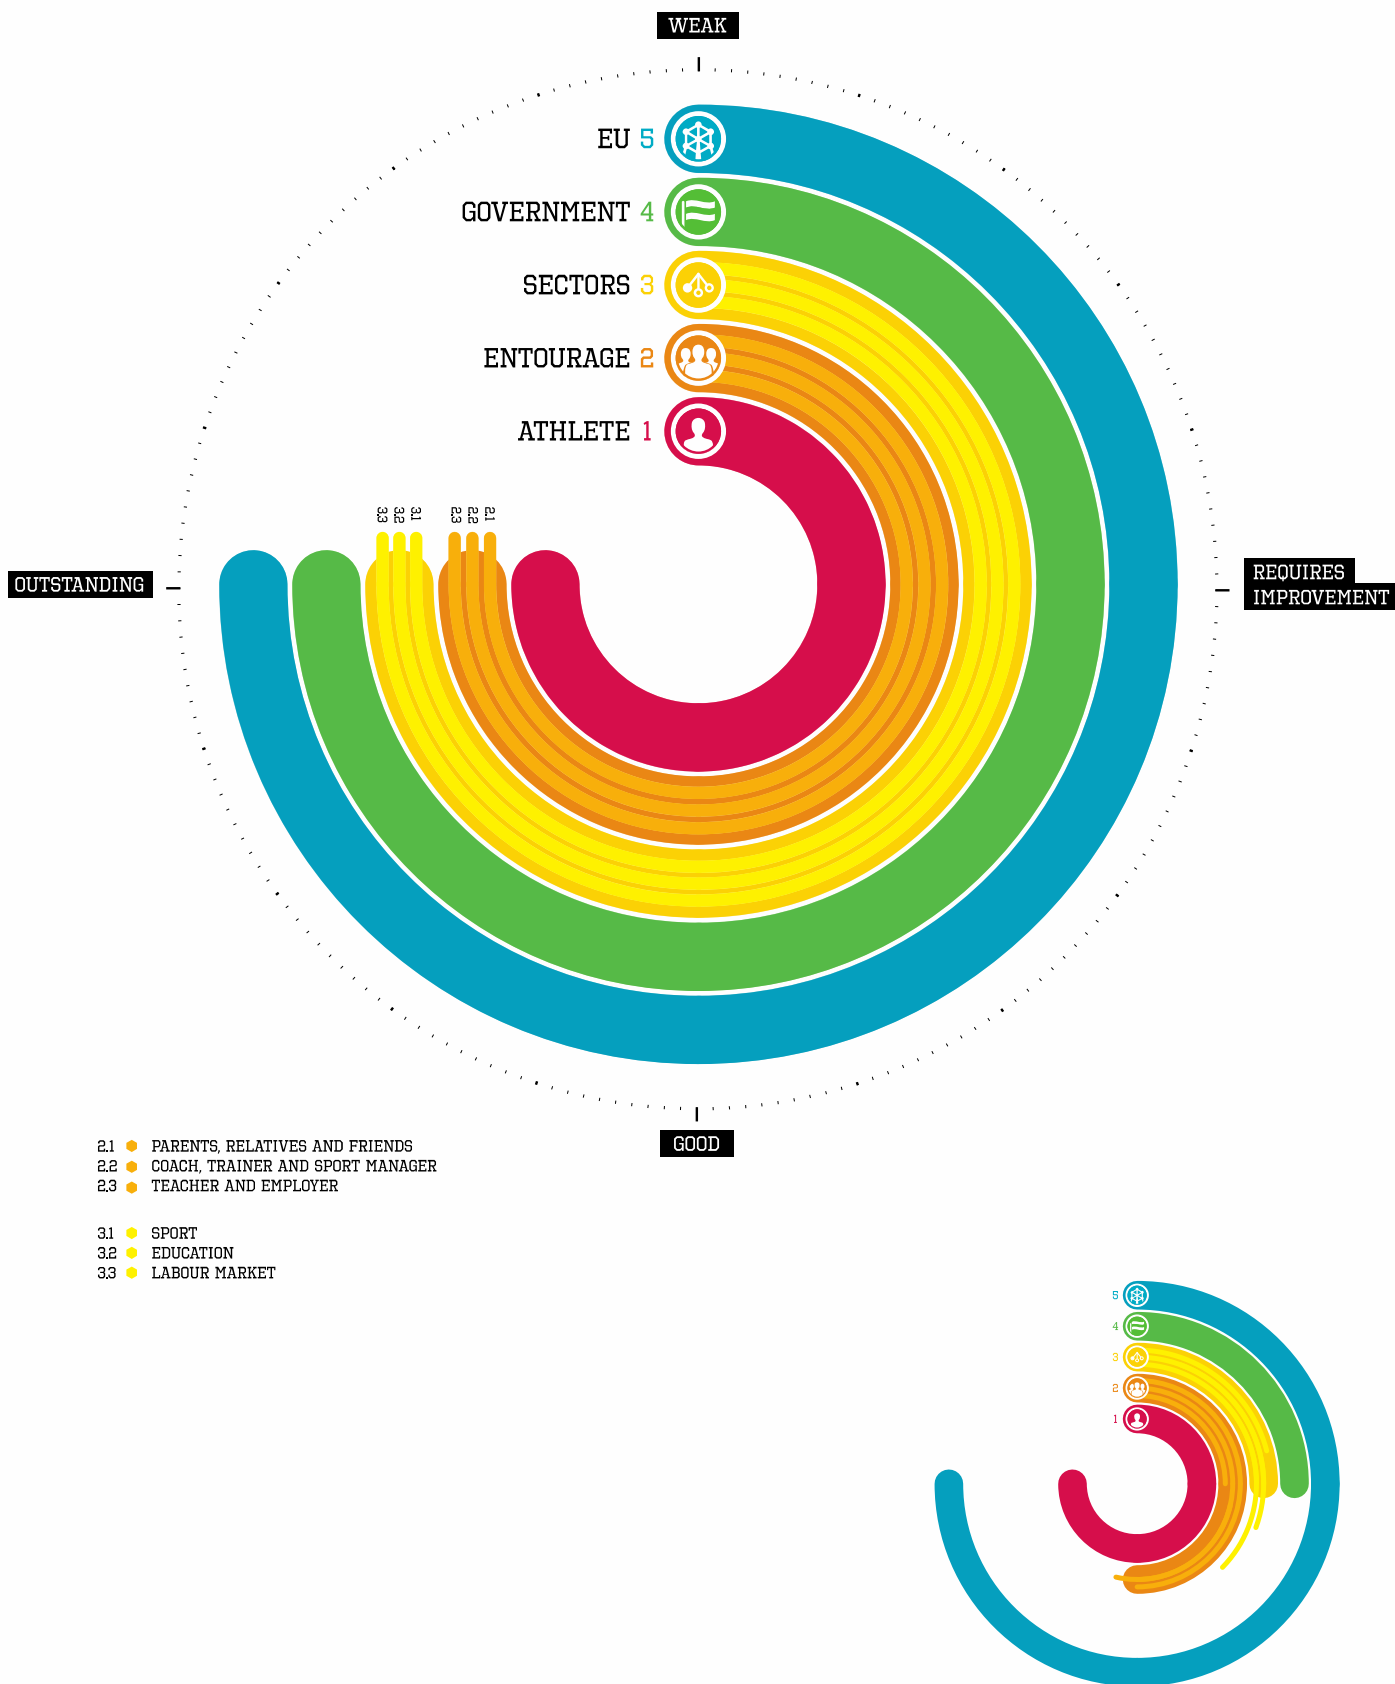 WEAK
EU 5
GOVERNMENT 4
SECTORS 3
ENTOURAGE 2
ATHLETE 1
3.3 3.2 3.1 2.3 2.2 2.1
OUTSTANDING
REQUIRES
IMPROVEMENT
GOOD
2.1 PARENTS, RELATIVES AND FRIENDS
2.2 COACH, TRAINER AND SPORT MANAGER
2.3 TEACHER AND EMPLOYER
3.1 SPORT
3.2 EDUCATION
3.3 LABOUR MARKET
5
4
3
2
1